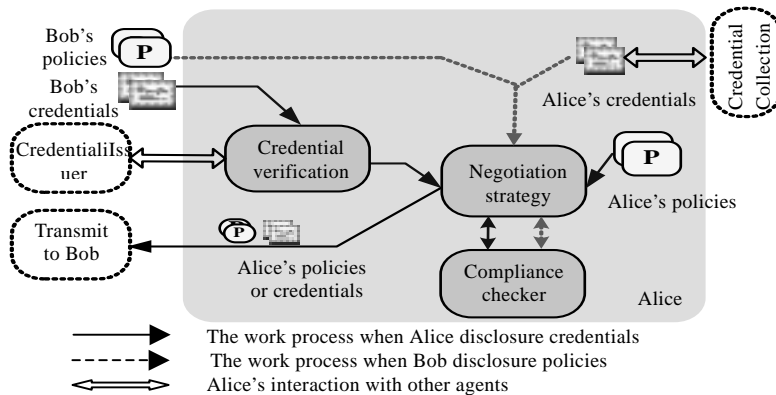 Bob's
policies
P
Bob's
credentials
Alice's credentials
Credential
Collection
CredentialiIss
uer
Credential
verification
Negotiation
strategy
P
Alice's policies
Transmit
to Bob
P
Alice's policies
or credentials
Compliance
checker
Alice
The work process when Alice disclosure credentials
The work process when Bob disclosure policies
Alice's interaction with other agents